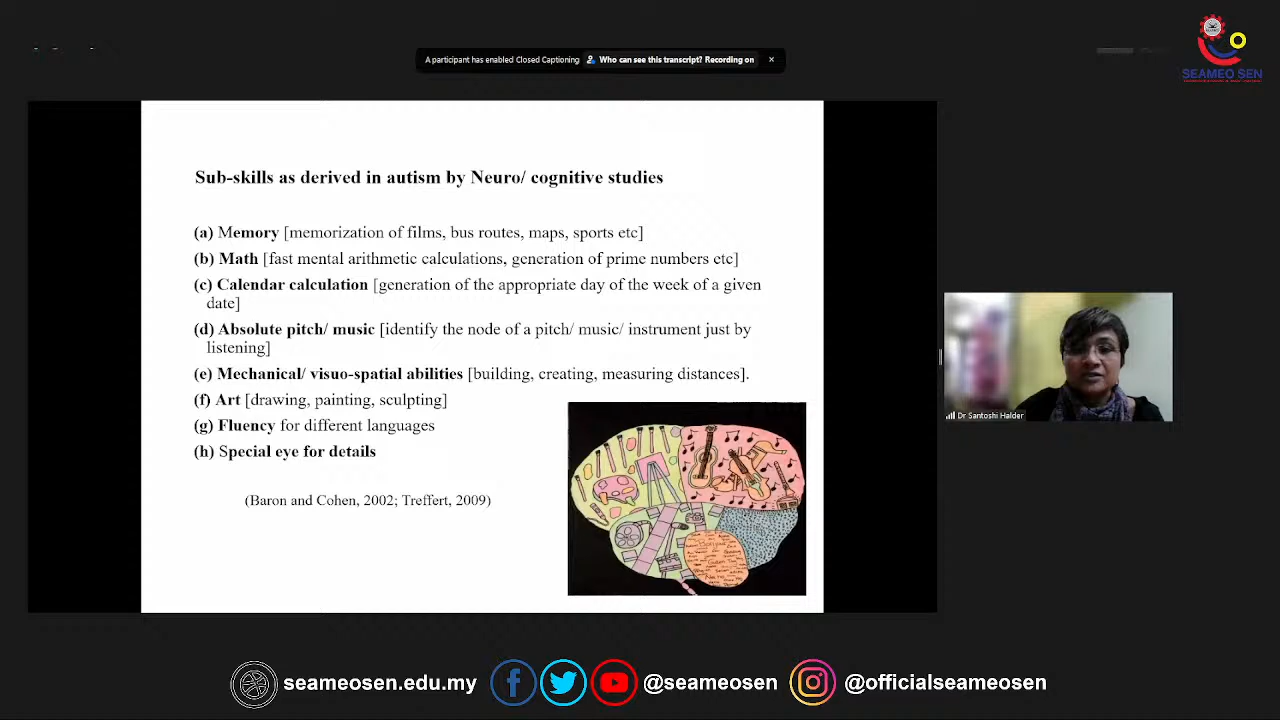 A participant has enabled Closed Captioning Who can see this transcript? Recording on
SEAMEO SEN
Sub-skills as derived in autism by Neuro/ cognitive studies
(a) Memory [memorization of films, bus routes, maps, sports etc]
(b) Math [fast mental arithmetic calculations, generation of prime numbers etc]
(c) Calendar calculation [generation of the appropriate day of the week of a given
date]
(d) Absolute pitch/ music [identify the node of a pitch/ music/ instrument just by
listening]
(e) Mechanical/ visuo-spatial abilities [building, creating, measuring distances].
(f) Art [drawing, painting, sculpting]
(g) Fluency for different languages
(h) Special eye for details
(Baron and Cohen, 2002; Treffert, 2009)
Dr Santoshi Halder
seameosen.edu.my
@seameosen
@officialseameosen